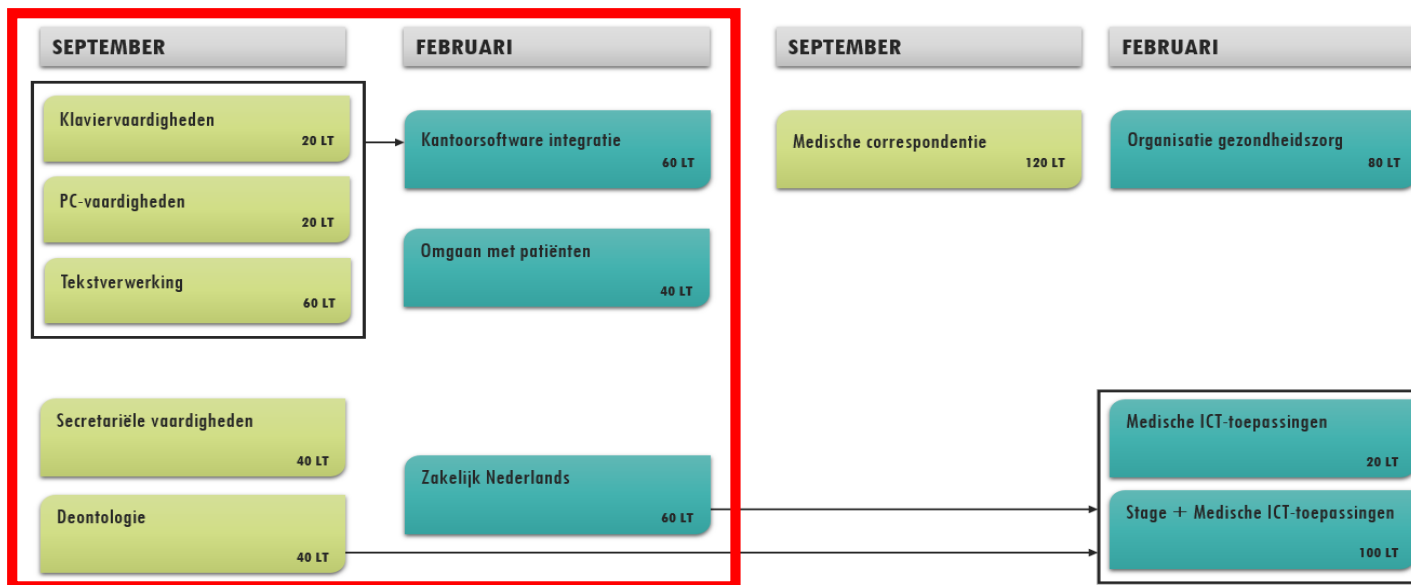 SEPTEMBER
FEBRUARI
SEPTEMBER
FEBRUARI
Klaviervaardigheden
20 LT
PC-vaardigheden
20 LT
Tekstverwerking
60 LT
Secretariële vaardigheden
40 LT
Deontologie
40 LT
Kantoorsoftware integratie
60 LT
Omgaan met patiënten
40 LT
Zakelijk Nederlands
60 LT
Medische correspondentie
120 LT
Organisatie gezondheidszorg
80 LT
Medische ICT-toepassingen
20 LT
Stage + Medische ICT-toepassingen
100 LT